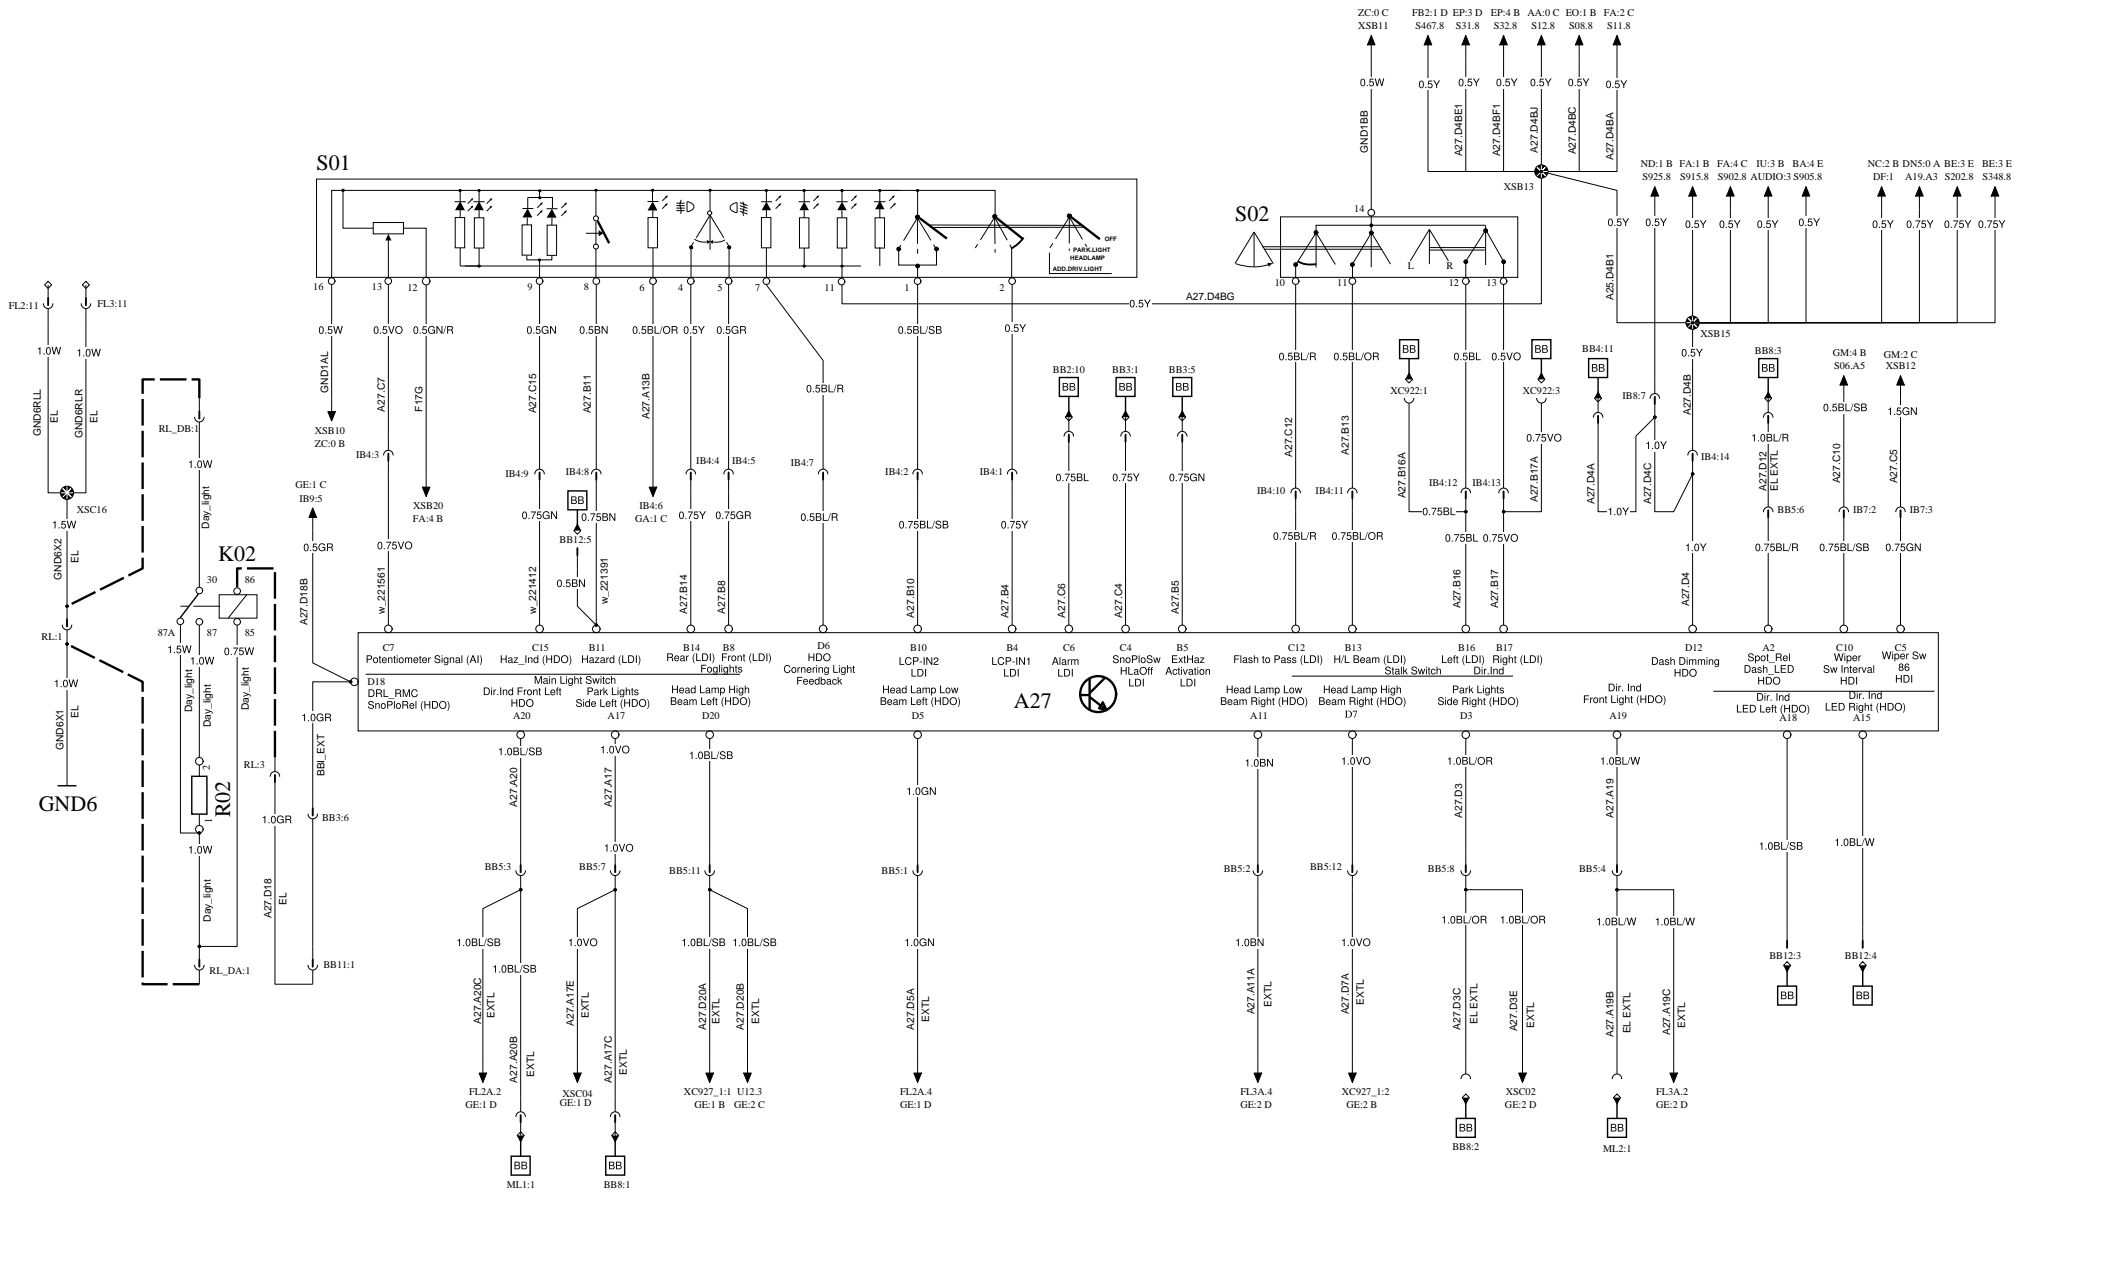 ZC:0 C FB2:1 D EP:3 D EP:4 B AA:0 C EO:1 B FA:2 C
XSB11 S467.8 S31.8 S32.8 S12.8 S08.8 S11.8
0.5W 0.5Y 0.5Y 0.5Y 0.5Y 0.5Y 0.5Y
GND1BB A27.D4BE1 A27.D4BF1 A27.D4BJ A27.D4BC A27.D4BA
XSB13
ND:1 B FA:1 B FA:4 C IU:3 B BA:4 E NC:2 B DN5:0 A BE:3 E BE:3 E
S925.8 S915.8 S902.8 AUDIO:3 S905.8 DF:1 A19.A3 S202.8 S348.8
0.5Y 0.5Y 0.5Y 0.5Y 0.5Y 0.5Y 0.5Y 0.75Y 0.75Y 0.75Y
A25.D4B1
XSB15
S01
OFF
PARK.LIGHT
HEADLAMP
ADD.DRIV.LIGHT
16 13 12 9 8 6 4 5 7 11 1 2
S02
14
L R
10 11 12 13
0.5Y A27.D4BG
FL2:11 FL3:11
1.0W 1.0W
GND6RLL EL GND6RLR EL
XSC16
1.5W
GND6X2 EL
RL:1
1.0W
GND6X1 EL
GND6
RL_DB:1
1.0W
Day_light
K02
30 86
87A 87 85
1.5W 1.0W 0.75W
Day_light Day_light
2
R02
1
1.0W
Day_light
RL_DA:1
RL:3
1.0GR
A27.D18 EL
GE:1 C
IB9:5
0.5GR
A27.D18B
1.0GR
BBI_EXT
BB3:6
BB11:1
0.5W 0.5VO 0.5GN/R 0.5GN 0.5BN 0.5BL/OR 0.5Y 0.5GR 0.5BL/SB 0.5Y
GND1AL A27.C7 F17G A27.C15 A27.B11 A27.A13B
0.5BL/R
XSB10
ZC:0 B
IB4:3
XSB20
FA:4 B
0.75VO
w_221561
IB4:9 IB4:8 IB4:4 IB4:5 IB4:7 IB4:2 IB4:1
BB
BB12:5
0.5BN
IB4:6
GA:1 C
0.75GN 0.75BN 0.75Y 0.75GR 0.5BL/R 0.75BL/SB 0.75Y
w_221412 w_221391 A27.B14 A27.B8 A27.B10 A27.B4
BB2:10 BB3:1 BB3:5
BB BB BB
0.75BL 0.75Y 0.75GN
A27.C6 A27.C4 A27.B5
0.5BL/R 0.5BL/OR 0.5BL 0.5VO
A27.C12 A27.B13
BB BB
XC922:1 XC922:3
A27.B16A 0.75VO A27.B17A
IB4:10 IB4:11 IB4:12 IB4:13
0.75BL
0.75BL/R 0.75BL/OR 0.75BL 0.75VO
A27.B16 A27.B17
BB4:11
BB
IB8:7
1.0Y
A27.D4A A27.D4C
1.0Y
0.5Y
A27.D4B
IB4:14
1.0Y
A27.D4
BB8:3
BB
1.0BL/R
A27.D12 EL EXTL
BB5:6
0.75BL/R
GM:4 B
S06.A5
0.5BL/SB
A27.C10
IB7:2
0.75BL/SB
GM:2 C
XSB12
1.5GN
A27.C5
IB7:3
0.75GN
C7
Potentiometer Signal (AI)
D18
DRL_RMC
SnoPloRel (HDO)
C15
Haz_Ind (HDO)
B11
Hazard (LDI)
B14
Rear (LDI)
B8
Front (LDI)
Foglights
Main Light Switch
D6
HDO
Cornering Light
Feedback
B10
LCP-IN2
LDI
B4
LCP-IN1
LDI
C6
Alarm
LDI
C4
SnoPloSw
HLaOff
LDI
B5
ExtHaz
Activation
LDI
C12
Flash to Pass (LDI)
B13
H/L Beam (LDI)
Stalk Switch
B16
Left (LDI)
B17
Right (LDI)
Dir.Ind
D12
Dash Dimming
HDO
A2
Spot_Rel
Dash_LED
HDO
C10
Wiper
Sw Interval
HDI
C5
Wiper Sw
86
HDI
Dir.Ind Front Left
HDO
A20
Park Lights
Side Left (HDO)
A17
Head Lamp High
Beam Left (HDO)
D20
Head Lamp Low
Beam Left (HDO)
D5
A27
Head Lamp Low
Beam Right (HDO)
A11
Head Lamp High
Beam Right (HDO)
D7
Park Lights
Side Right (HDO)
D3
Dir. Ind
Front Light (HDO)
A19
Dir. Ind
LED Left (HDO)
A18
Dir. Ind
LED Right (HDO)
A15
1.0BL/SB 1.0VO 1.0BL/SB 1.0GN 1.0BN 1.0VO 1.0BL/OR 1.0BL/W
A27.A20 A27.A17 A27.D3 A27.A19
1.0VO
1.0BL/SB 1.0BL/W
BB5:3 BB5:7 BB5:11 BB5:1 BB5:2 BB5:12 BB5:8 BB5:4
1.0BL/SB 1.0BL/SB 1.0VO 1.0BL/SB 1.0BL/SB 1.0GN 1.0BN 1.0VO 1.0BL/OR 1.0BL/OR 1.0BL/W 1.0BL/W
A27.A20C EXTL
A27.A20B EXTL
A27.A17E EXTL
A27.A17C EXTL
A27.D20A EXTL
A27.D20B EXTL
A27.D5A EXTL
A27.A11A EXTL
A27.D7A EXTL
A27.D3C EL EXTL
A27.D3E EXTL
A27.A19B EL EXTL
A27.A19C EXTL
BB12:3 BB12:4
BB BB
FL2A.2 XSC04 XC927_1:1 U12.3 FL2A.4 FL3A.4 XC927_1:2 XSC02 FL3A.2
GE:1 D GE:1 D GE:1 B GE:2 C GE:1 D GE:2 D GE:2 B GE:2 D GE:2 D
BB BB
BB8:2 ML2:1
BB BB
ML1:1 BB8:1